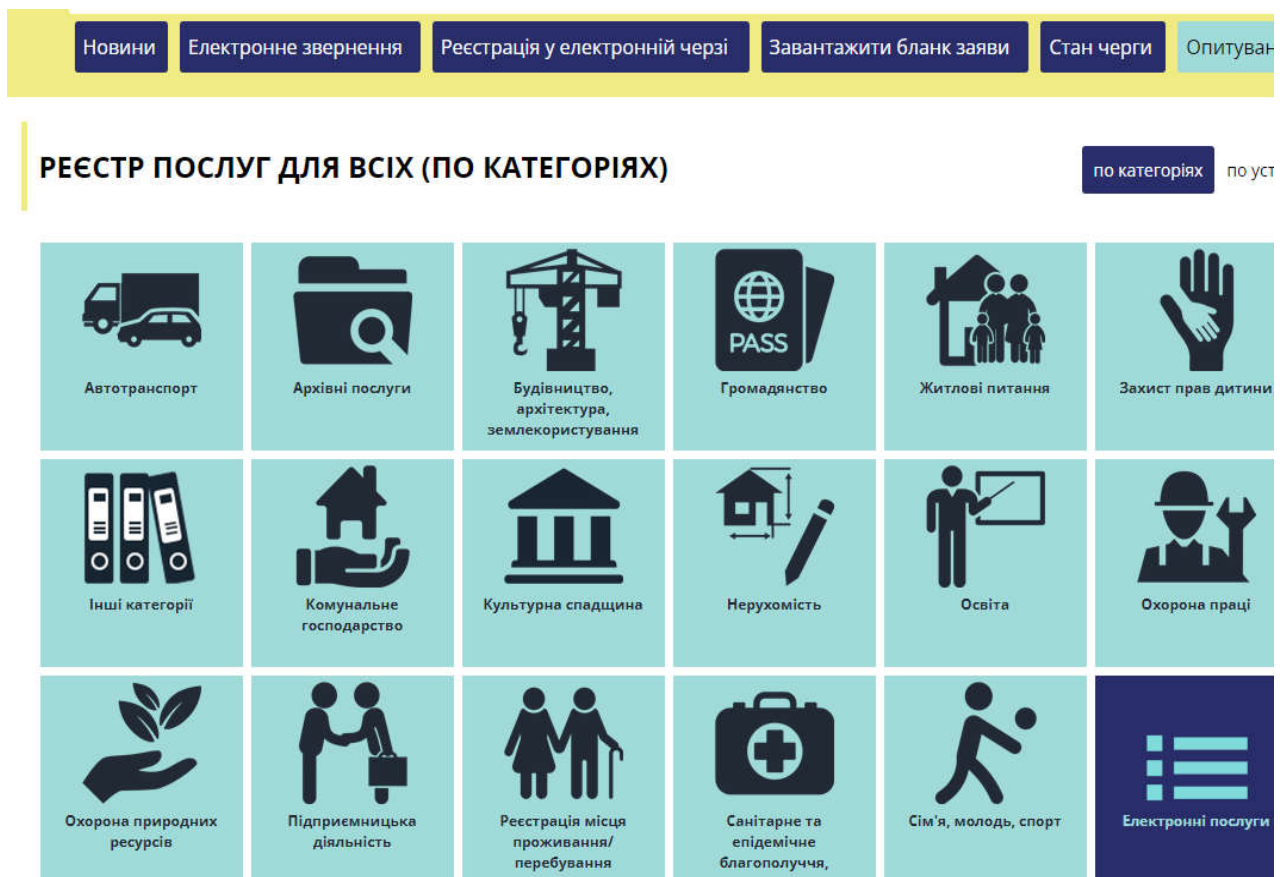 Новини Електронне звернення Реєстрація у електронній черзі Завантажити бланк заяви Стан черги Опитуван
РЕЄСТР ПОСЛУГ ДЛЯ ВСІХ (ПО КАТЕГОРІЯХ)
по категоріях по уст
PASS
Автотранспорт
Архівні послуги
Будівництво,
архітектура,
землекористування
Громадянство
Житлові питання
Захист прав дитини
Інші категорії
Комунальне
господарство
Культурна спадщина
Нерухомість
Освіта
Охорона праці
Охорона природних
ресурсів
Підприємницька
діяльність
Реєстрація місця
проживання/
перебування
Санітарне та
епідемічне
благополуччя,
Сім'я, молодь, спорт
Електронні послуги